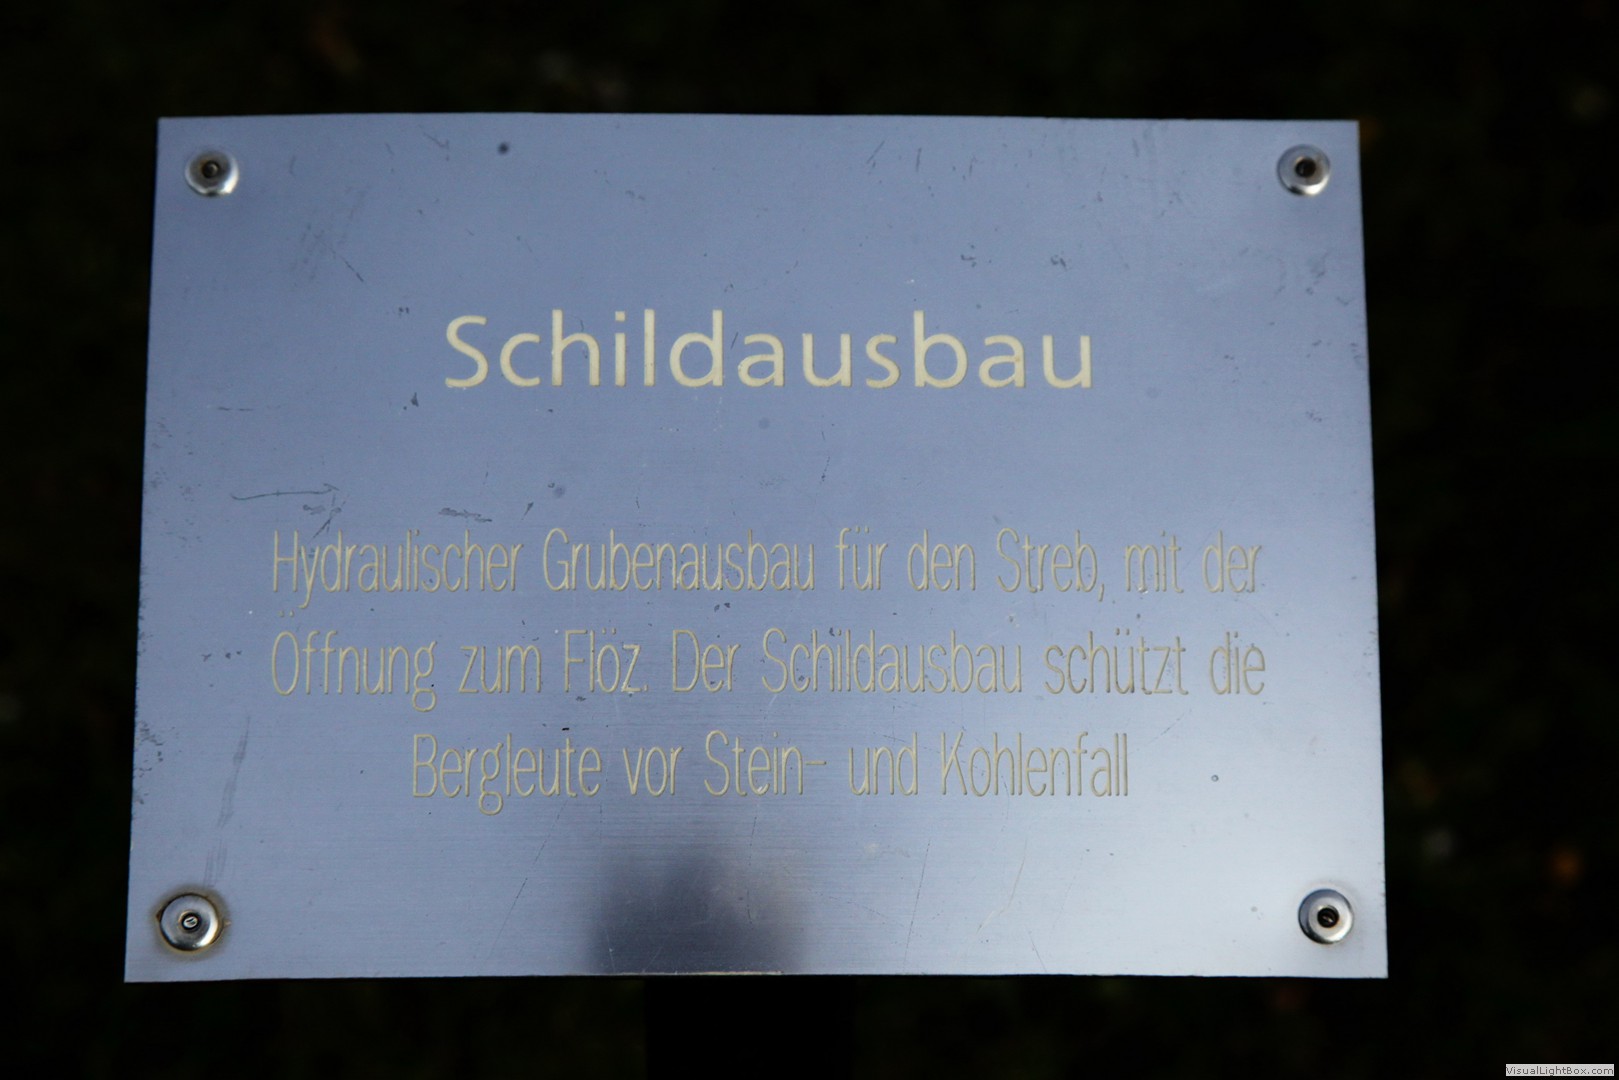 Schildausbau
Hydraulischer Grubenausbau für den Streb, mit der
Öffnung zum Flöz. Der Schildausbau schützt die
Bergleute vor Stein- und Kohlenfall
VisualLightBox.com